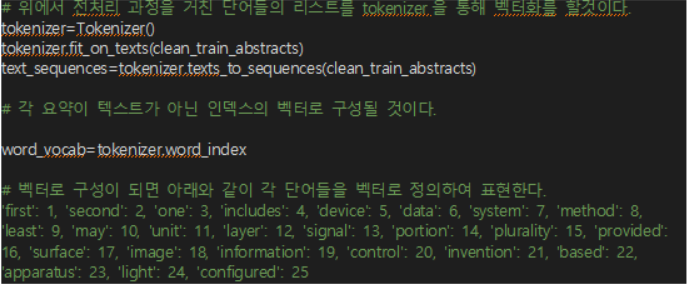 # 위에서 전처리 과정을 거친 단어들의 리스트를 tokenizer 을 통해 벡터화를 할것이다.
tokenizer=Tokenizer()
tokenizer.fit_on_texts(clean_train_abstracts)
text_sequences=tokenizer.texts_to_sequences(clean_train_abstracts)
# 각 요약이 텍스트가 아닌 인덱스의 벡터로 구성될 것이다.
word_vocab=tokenizer.word_index
# 벡터로 구성이 되면 아래와 같이 각 단어들을 벡터로 정의하여 표현한다.
'first': 1, 'second': 2, 'one': 3, 'includes': 4, 'device': 5, 'data': 6, 'system': 7, 'method': 8,
'least': 9, 'may': 10, 'unit': 11, 'layer': 12, 'signal': 13, 'portion': 14, 'plurality': 15, 'provided':
16, 'surface': 17, 'image': 18, 'information': 19, 'control': 20, 'invention': 21, 'based': 22,
'apparatus': 23, 'light': 24, 'configured': 25